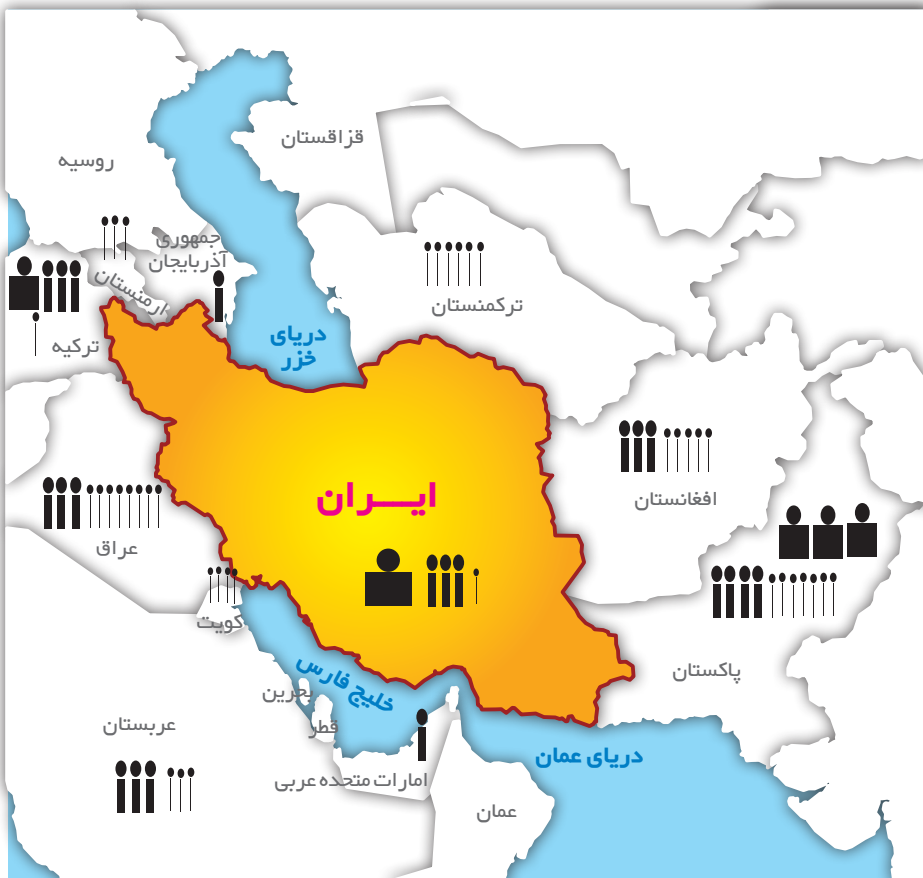 قزاقستان
روسیه
جمهوری
آذربایجان
ارمنستان
ترکمنستان
ترکیه
دریای
خزر
ایـــران
افغانستان
عراق
کویت
پاکستان
خلیج فارس
بحرین
قطر
عربستان
دریای عمان
امارات متحده عربی
عمان